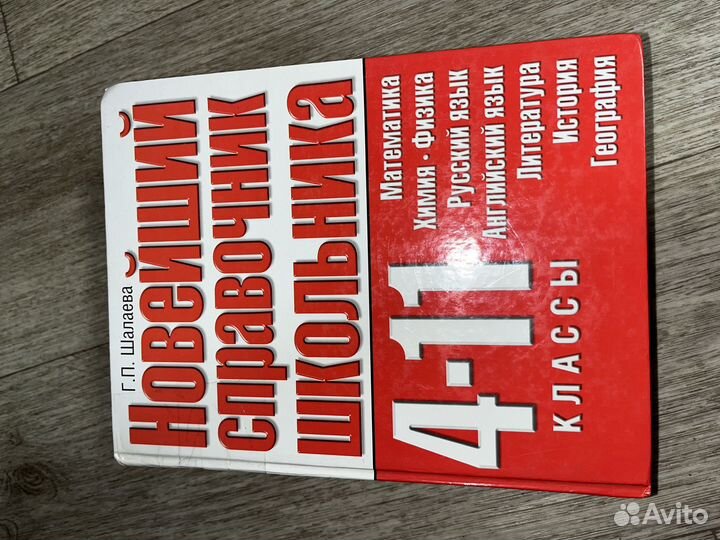 Г.П. Шалаева
Новейший
справочник
школьника
4-11
классы
Математика
Химия • Физика
Русский язык
Английский язык
Литература
История
География
Avito